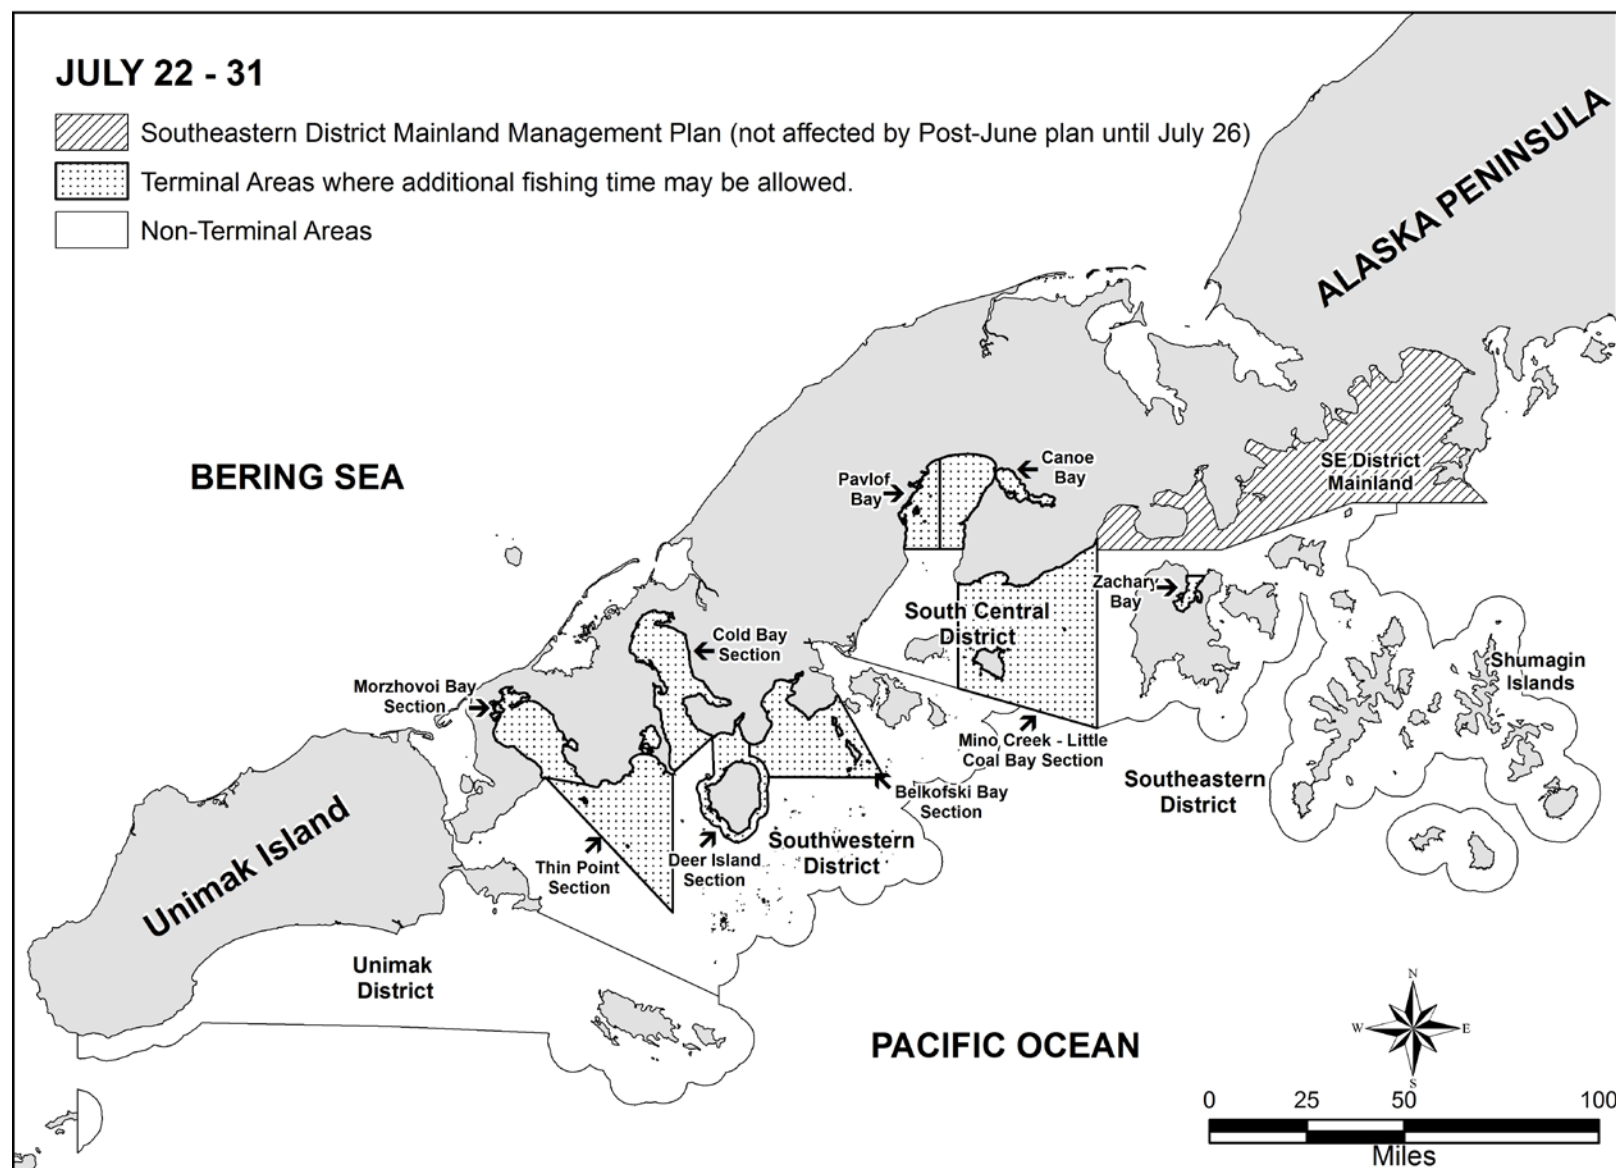 JULY 22 - 31
Southeastern District Mainland Management Plan (not affected by Post-June plan until July 26)
Terminal Areas where additional fishing time may be allowed.
Non-Terminal Areas
ALASKA PENINSULA
BERING SEA
Canoe
Bay
Pavlof
Bay
SE District
Mainland
Zachary
Bay
South Central
District
Cold Bay
Section
Morzhovoi Bay
Section
Shumagin
Islands
Mino Creek - Little
Coal Bay Section
Southeastern
District
Belkofski Bay
Section
Southwestern
District
Deer Island
Section
Thin Point
Section
Unimak Island
Unimak
District
PACIFIC OCEAN
N
W
E
S
0 25 50 100
Miles